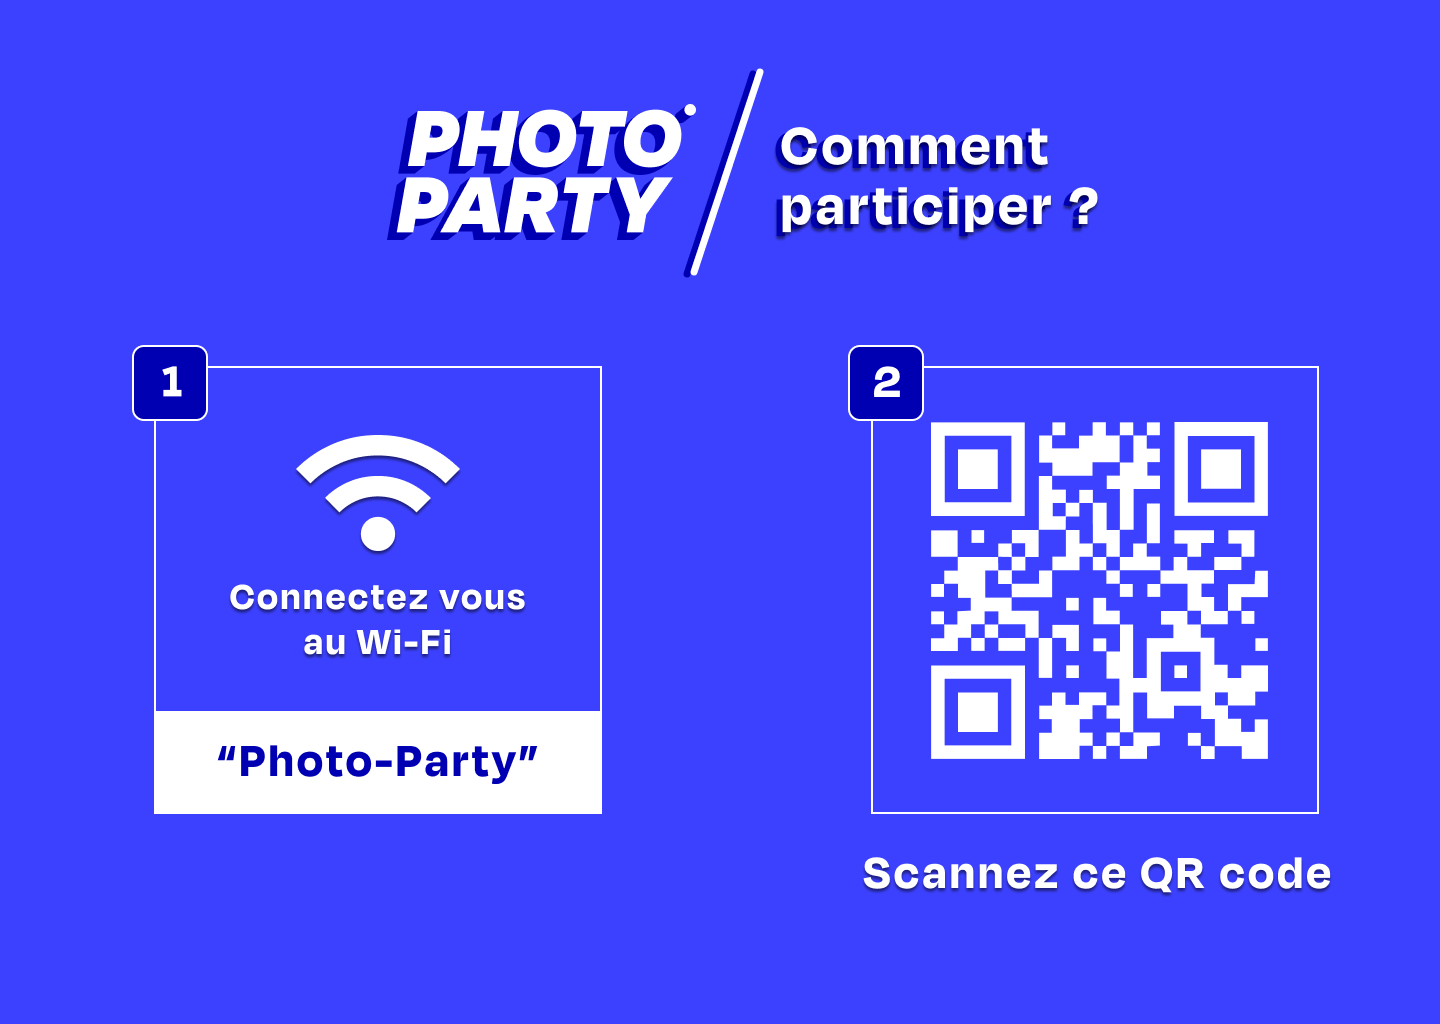 PHOTO
PARTY
Comment
participer ?
1
Connectez vous
au Wi-Fi
“Photo-Party”
2
Scannez ce QR code